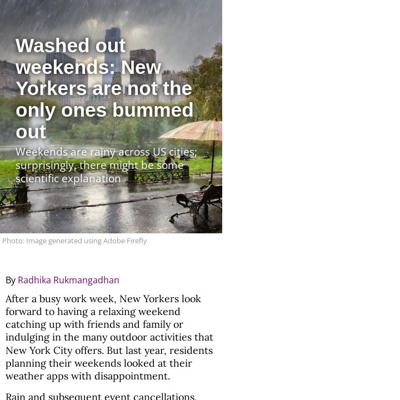 Washed out
weekends: New
Yorkers are not the
only ones bummed
out
Weekends are rainy across US cities;
surprisingly, there might be some
scientific explanation
Photo: Image generated using Adobe Firefly
By Radhika Rukmangadhan
After a busy work week, New Yorkers look
forward to having a relaxing weekend
catching up with friends and family or
indulging in the many outdoor activities that
New York City offers. But last year, residents
planning their weekends looked at their
weather apps with disappointment.
Rain and subsequent event cancellations,